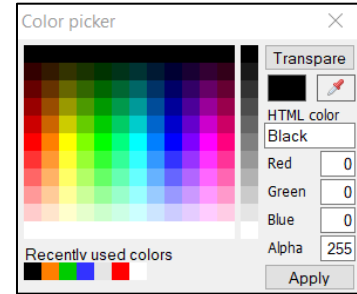 Color picker
Transpare
HTML color
Black
Red 0
Green 0
Blue 0
Alpha 255
Recently used colors
Apply